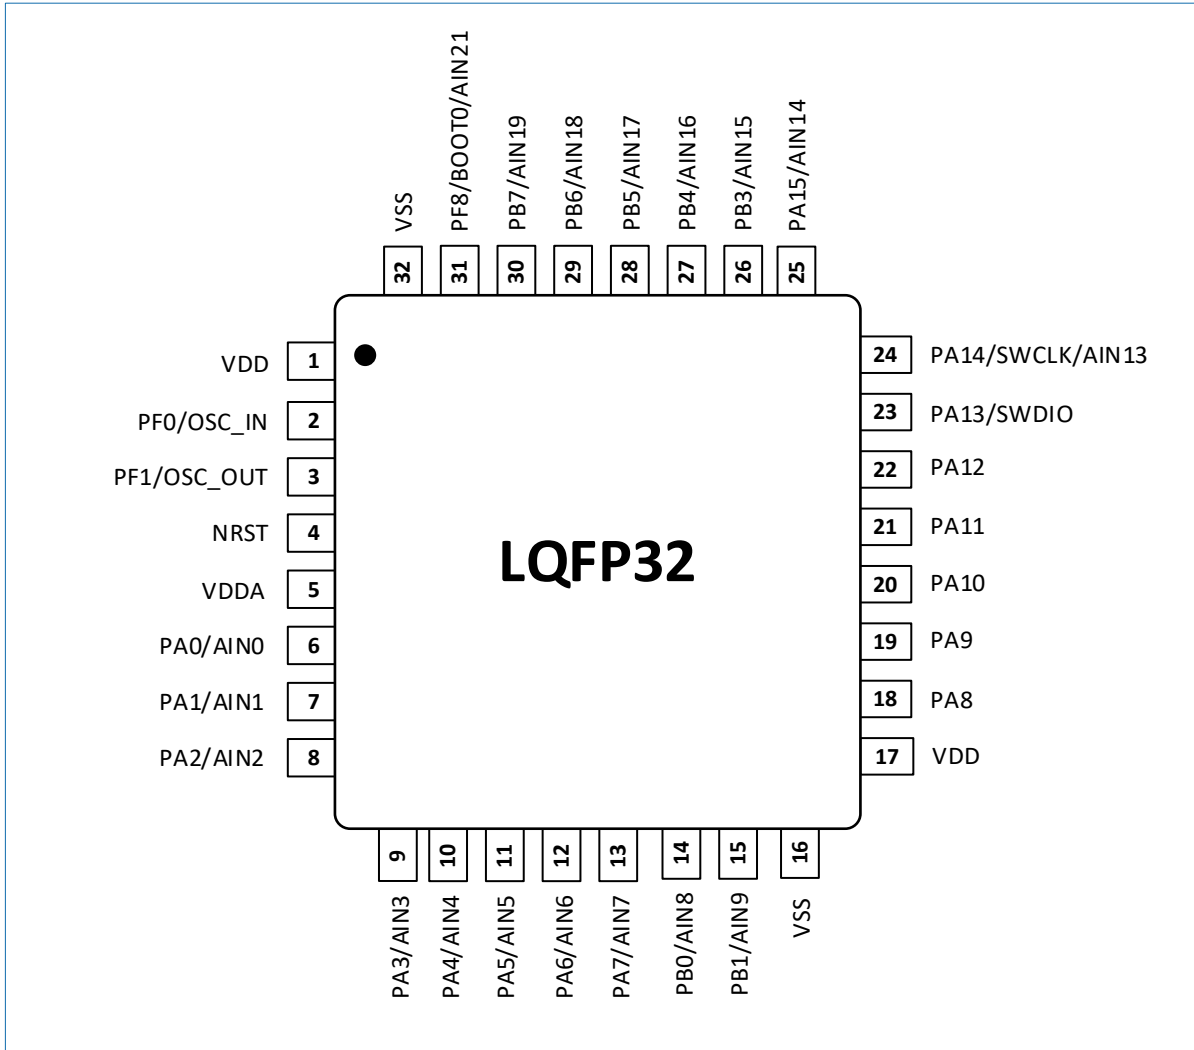 PF8/BOOT0/AIN21
PB7/AIN19
PB6/AIN18
PB5/AIN17
PB4/AIN16
PB3/AIN15
PA15/AIN14
VSS
32
31
30
29
28
27
26
25
VDD 1
PF0/OSC_IN 2
PF1/OSC_OUT 3
NRST 4
VDDA 5
PA0/AIN0 6
PA1/AIN1 7
PA2/AIN2 8
LQFP32
24 PA14/SWCLK/AIN13
23 PA13/SWDIO
22 PA12
21 PA11
20 PA10
19 PA9
18 PA8
17 VDD
9
10
11
12
13
14
15
16
PA3/AIN3
PA4/AIN4
PA5/AIN5
PA6/AIN6
PA7/AIN7
PB0/AIN8
PB1/AIN9
VSS